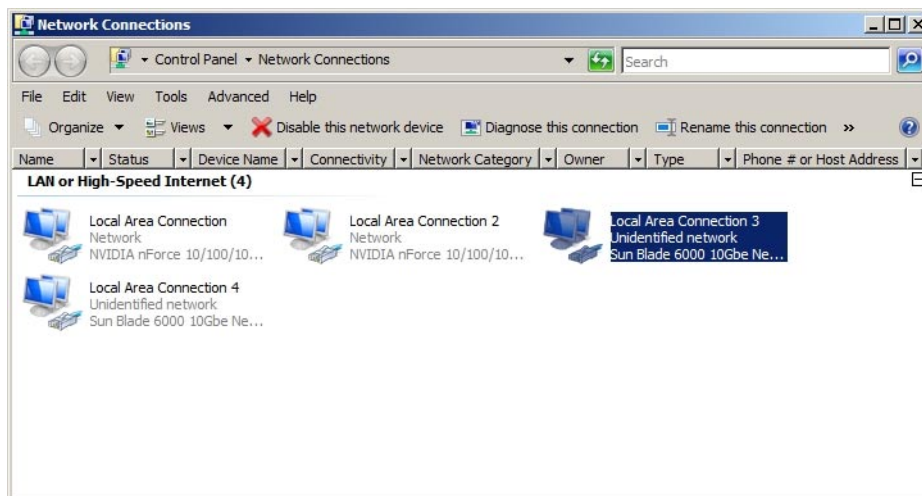 Network Connections
Control Panel Network Connections
Search
File Edit View Tools Advanced Help
Organize Views Disable this network device Diagnose this connection Rename this connection »
Name Status Device Name Connectivity Network Category Owner Type Phone # or Host Address
LAN or High-Speed Internet (4)
Local Area Connection
Network
NVIDIA nForce 10/100/10...
Local Area Connection 2
Network
NVIDIA nForce 10/100/10...
Local Area Connection 3
Unidentified network
Sun Blade 6000 10Gbe Ne...
Local Area Connection 4
Unidentified network
Sun Blade 6000 10Gbe Ne...